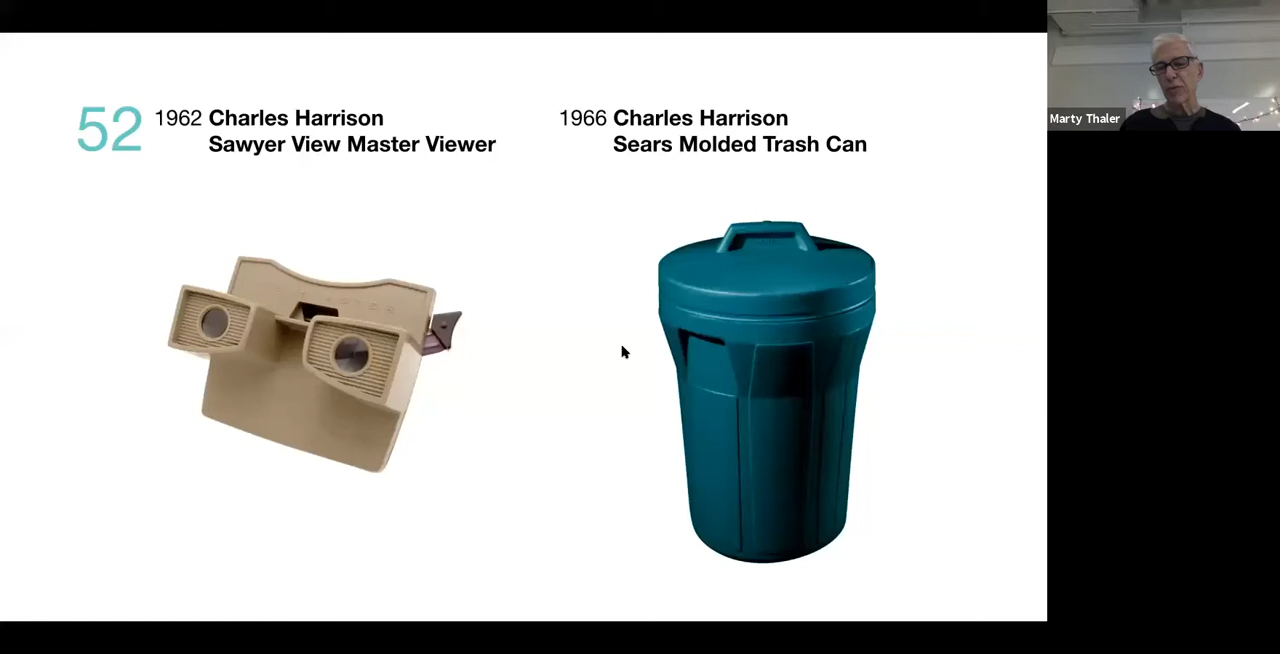 52
1962 Charles Harrison
Sawyer View Master Viewer
1966 Charles Harrison
Sears Molded Trash Can
Marty Thaler